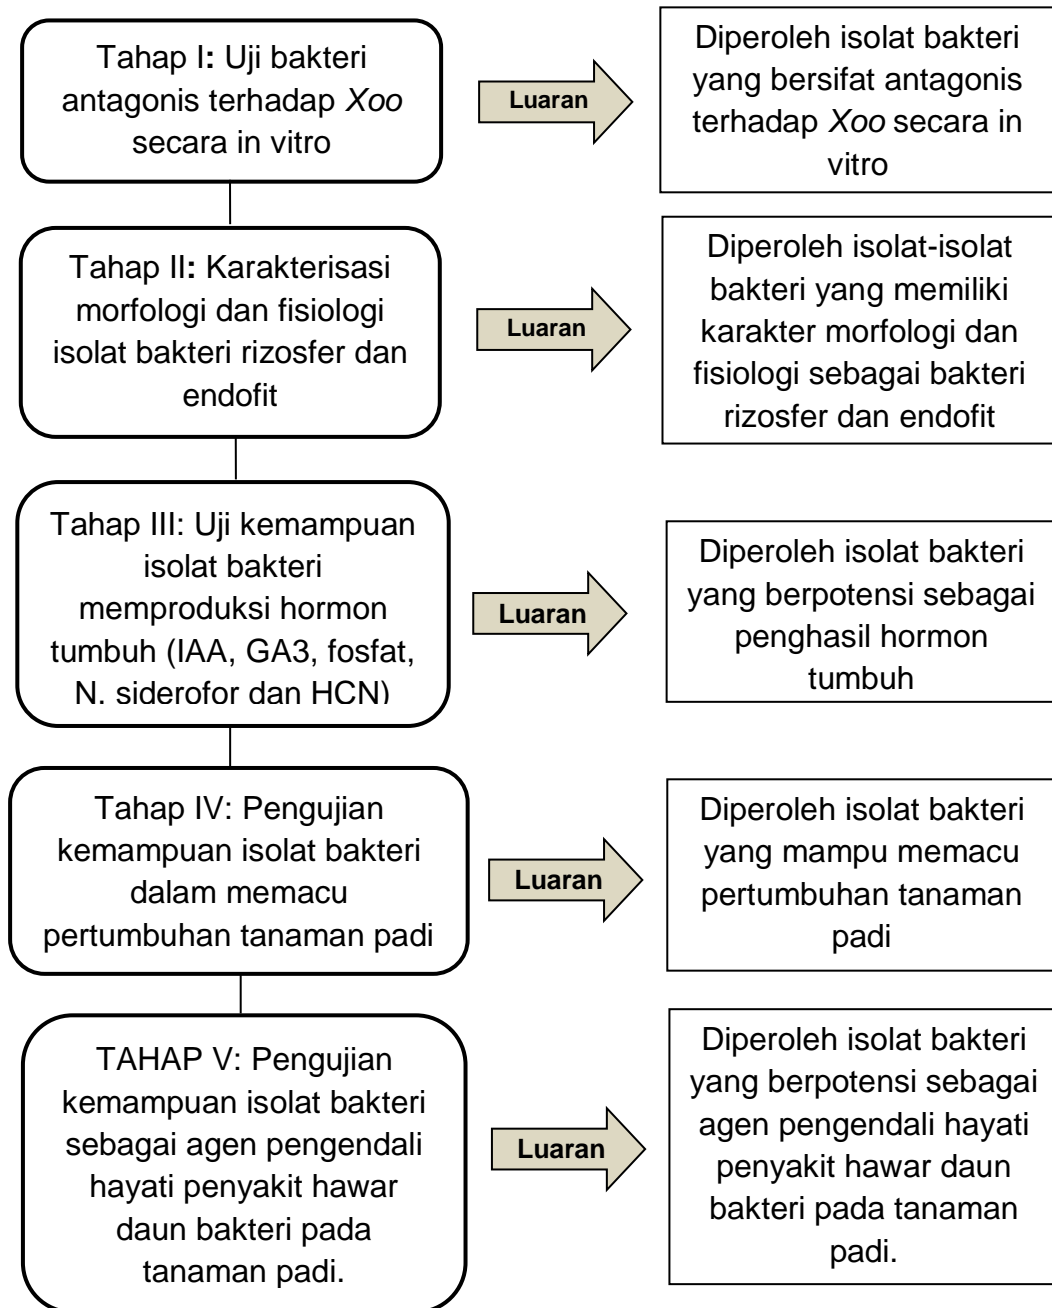 Tahap I: Uji bakteri
antagonis terhadap Xoo
secara in vitro
Luaran
Diperoleh isolat bakteri
yang bersifat antagonis
terhadap Xoo secara in
vitro
Tahap II: Karakterisasi
morfologi dan fisiologi
isolat bakteri rizosfer dan
endofit
Luaran
Diperoleh isolat-isolat
bakteri yang memiliki
karakter morfologi dan
fisiologi sebagai bakteri
rizosfer dan endofit
Tahap III: Uji kemampuan
isolat bakteri
memproduksi hormon
tumbuh (IAA, GA3, fosfat,
N. siderofor dan HCN)
Luaran
Diperoleh isolat bakteri
yang berpotensi sebagai
penghasil hormon
tumbuh
Tahap IV: Pengujian
kemampuan isolat bakteri
dalam memacu
pertumbuhan tanaman padi
Luaran
Diperoleh isolat bakteri
yang mampu memacu
pertumbuhan tanaman
padi
TAHAP V: Pengujian
kemampuan isolat bakteri
sebagai agen pengendali
hayati penyakit hawar
daun bakteri pada
tanaman padi.
Luaran
Diperoleh isolat bakteri
yang berpotensi sebagai
agen pengendali hayati
penyakit hawar daun
bakteri pada tanaman
padi.